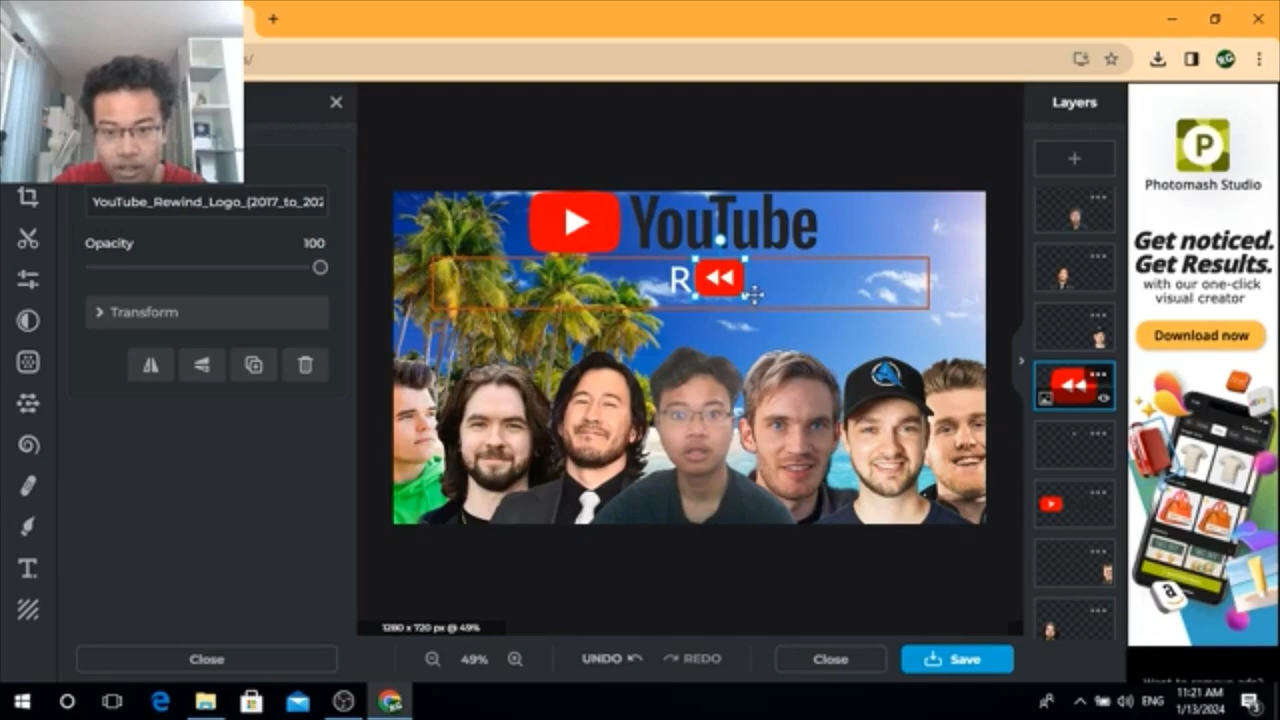 Layers
Photomash Studio
YouTube_Rewind_Logo_(2017_to_202
Opacity 100
Transform
YouTube
R
Get noticed.
Get Results.
with our one-click
visual creator
Download now
1280 x 720 px @ 49%
Close
49%
UNDO
REDO
Close
Save
ENG
11:21 AM
1/13/2024